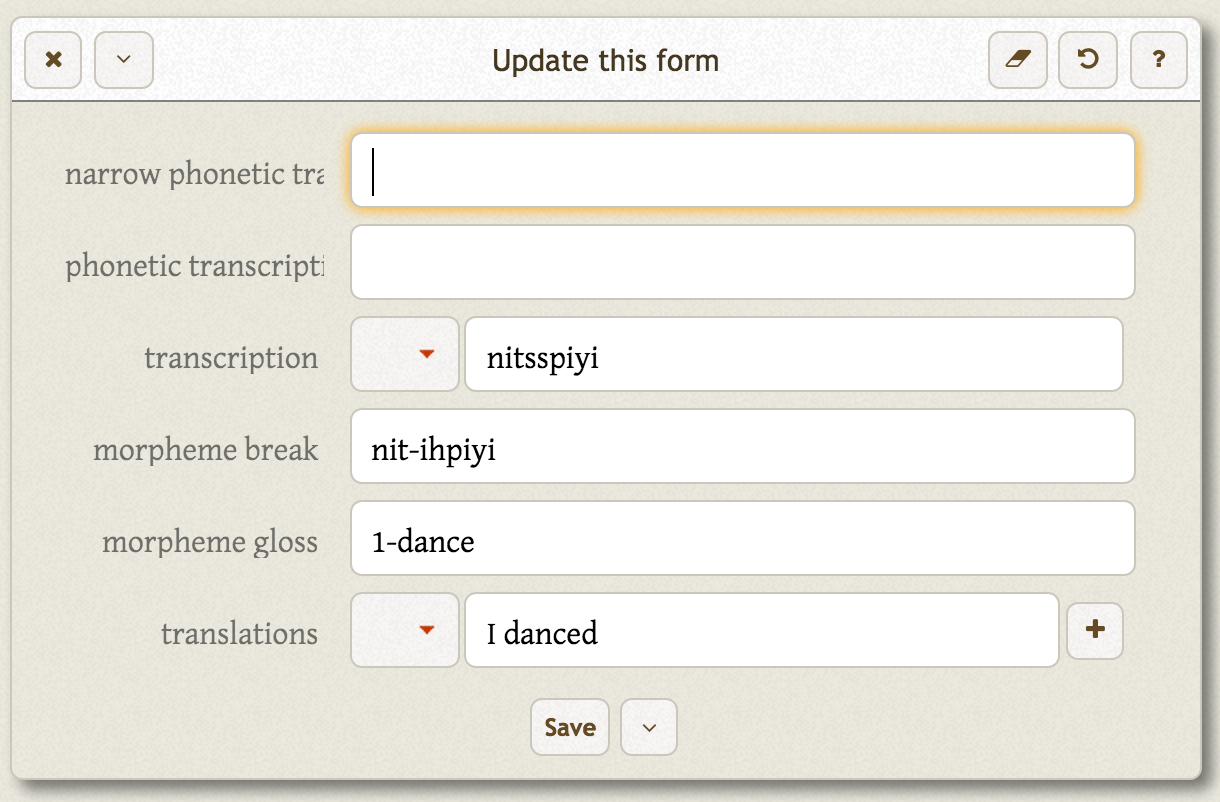 Update this form
?
narrow phonetic tra
phonetic transcripti
transcription nitsspiyi
morpheme break nit-ihpiyi
morpheme gloss 1-dance
translations I danced
Save